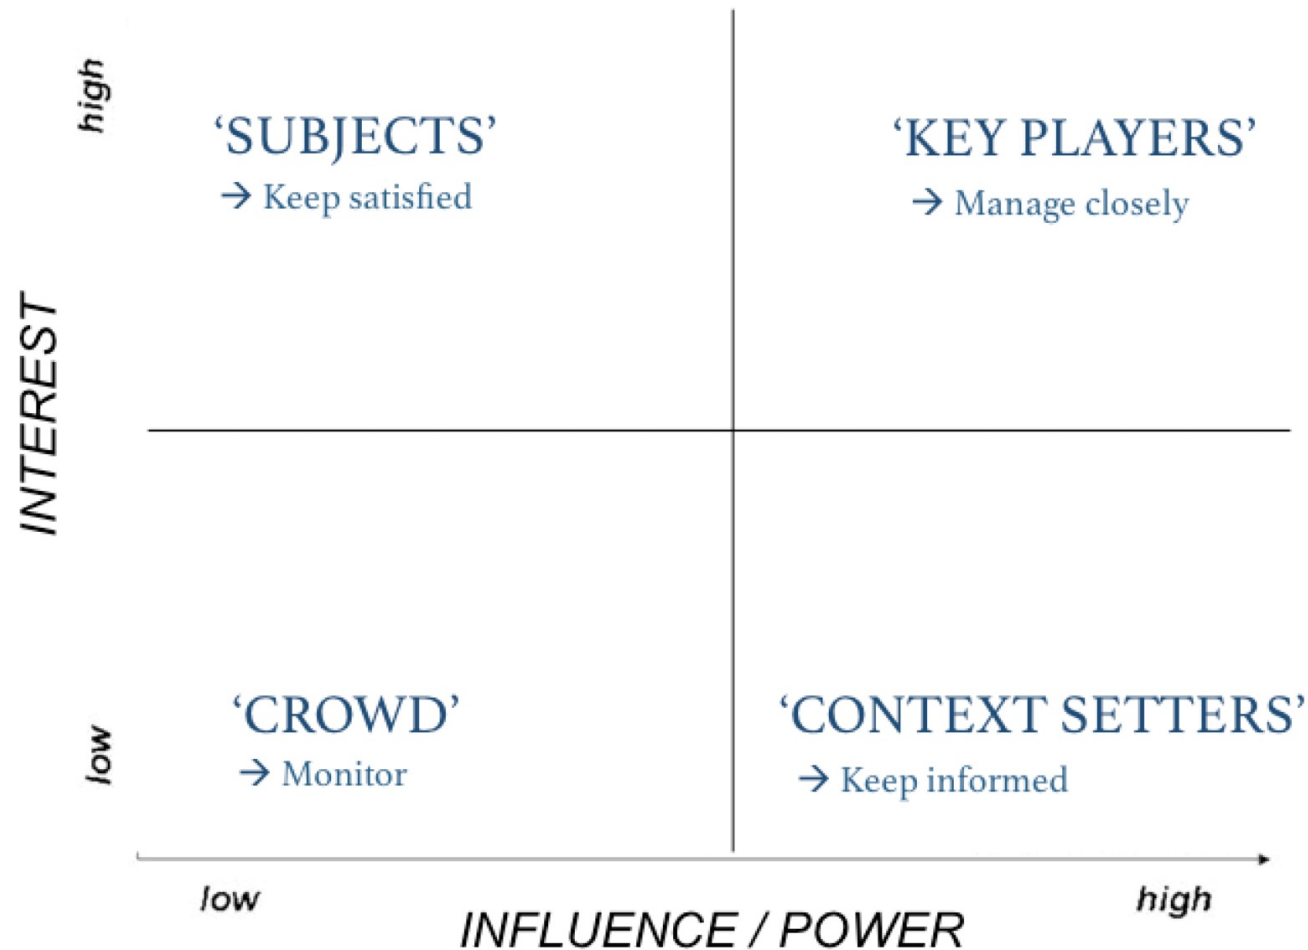 high
‘SUBJECTS’
→ Keep satisfied
‘KEY PLAYERS’
→ Manage closely
INTEREST
‘CROWD’
→ Monitor
‘CONTEXT SETTERS’
→ Keep informed
low
low
high
INFLUENCE / POWER